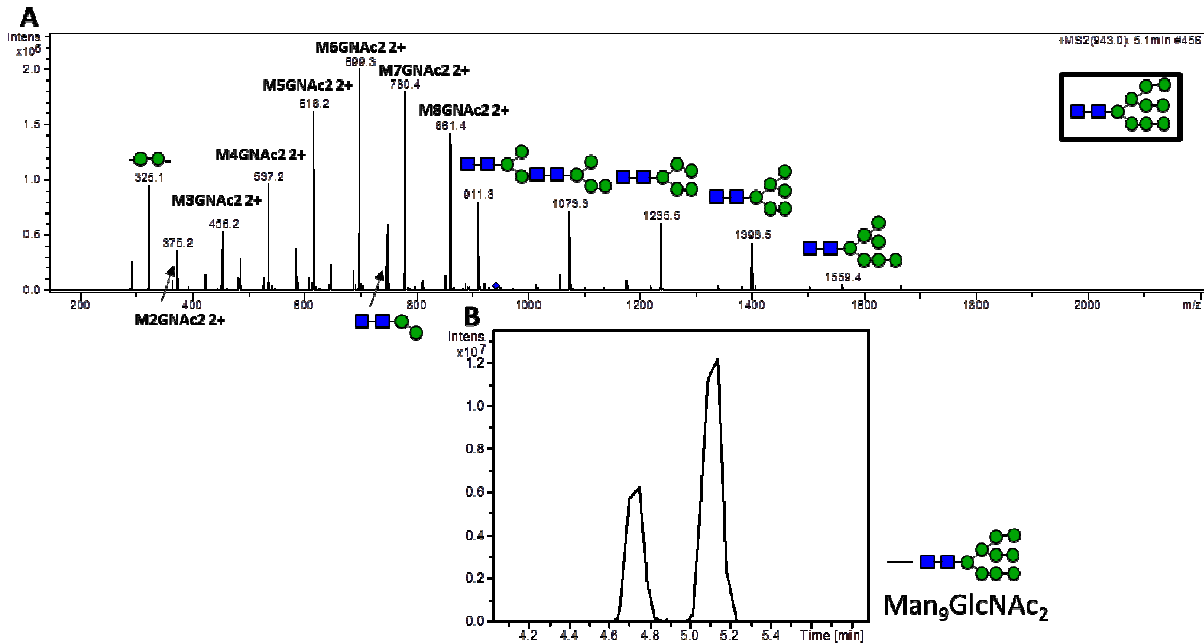 A
Intens.
x10⁶
+MS2(943.0): 5.1min #456
M6GNAc2 2+
699.3
M7GNAc2 2+
780.4
M5GNAc2 2+
618.2
M8GNAc2 2+
861.4
M4GNAc2 2+
537.2
325.1
M3GNAc2 2+
456.2
375.2
911.3
1073.3
1235.5
1398.5
1559.4
2.0
1.5
1.0
0.0
200 400 600 800 1000 1200 1400 1600 1800 2000 m/z
M2GNAc2 2+
B
Intens.
x10⁷
1.2
1.0
0.8
0.6
0.4
0.2
0.0
4.2 4.4 4.6 4.8 5.0 5.2 5.4 Time [min]
Man₉GlcNAc₂